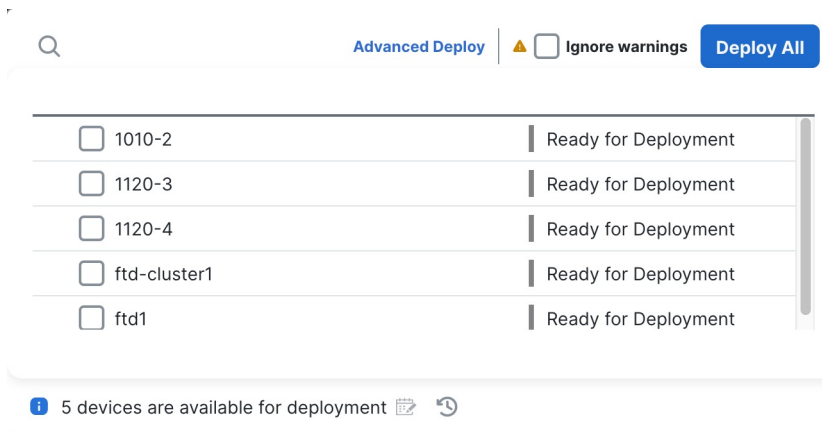 Advanced Deploy Ignore warnings Deploy All
1010-2 Ready for Deployment
1120-3 Ready for Deployment
1120-4 Ready for Deployment
ftd-cluster1 Ready for Deployment
ftd1 Ready for Deployment
5 devices are available for deployment